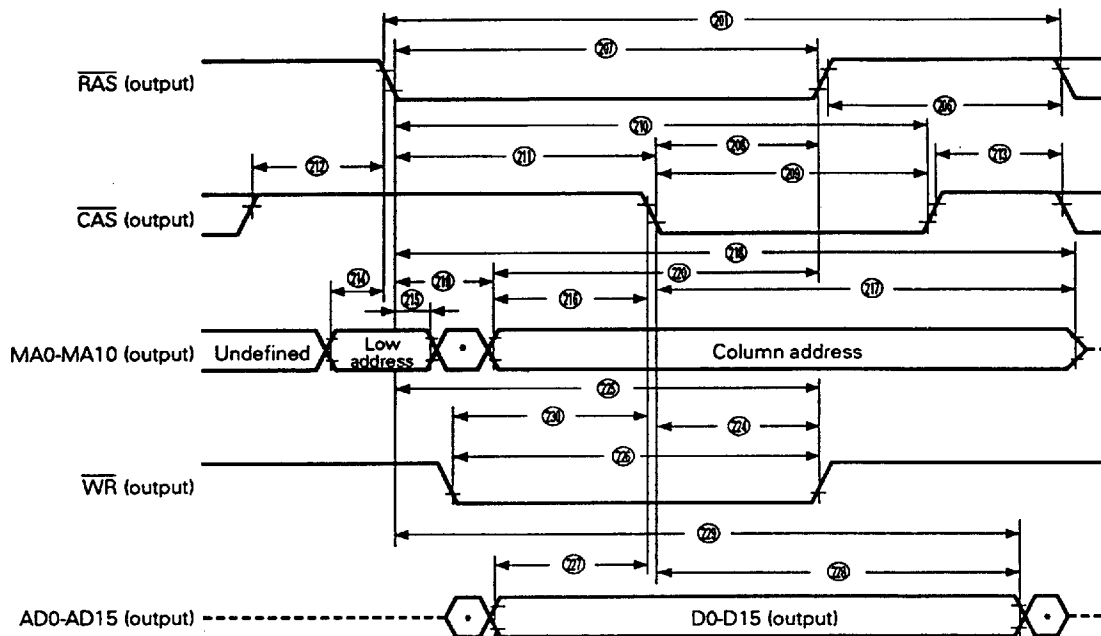 201
207
RAS (output)
206
210
211
208
212
213
209
CAS (output)
218
214
220
217
215
216
MA0-MA10 (output)
Undefined
Low address
*
Column address
225
230
224
226
WR (output)
229
227
228
AD0-AD15 (output)
*
D0-D15 (output)
*